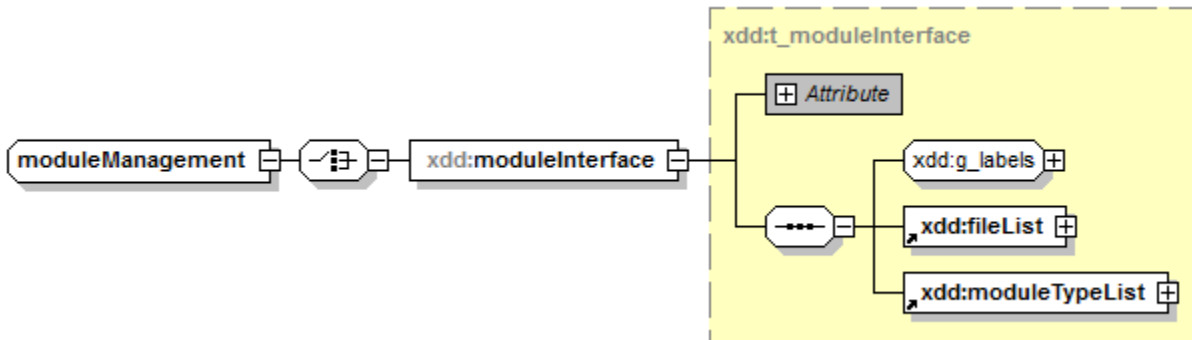 xdd:t_moduleInterface
Attribute
moduleManagement
xdd:moduleInterface
xdd:g_labels
xdd:fileList
xdd:moduleTypeList